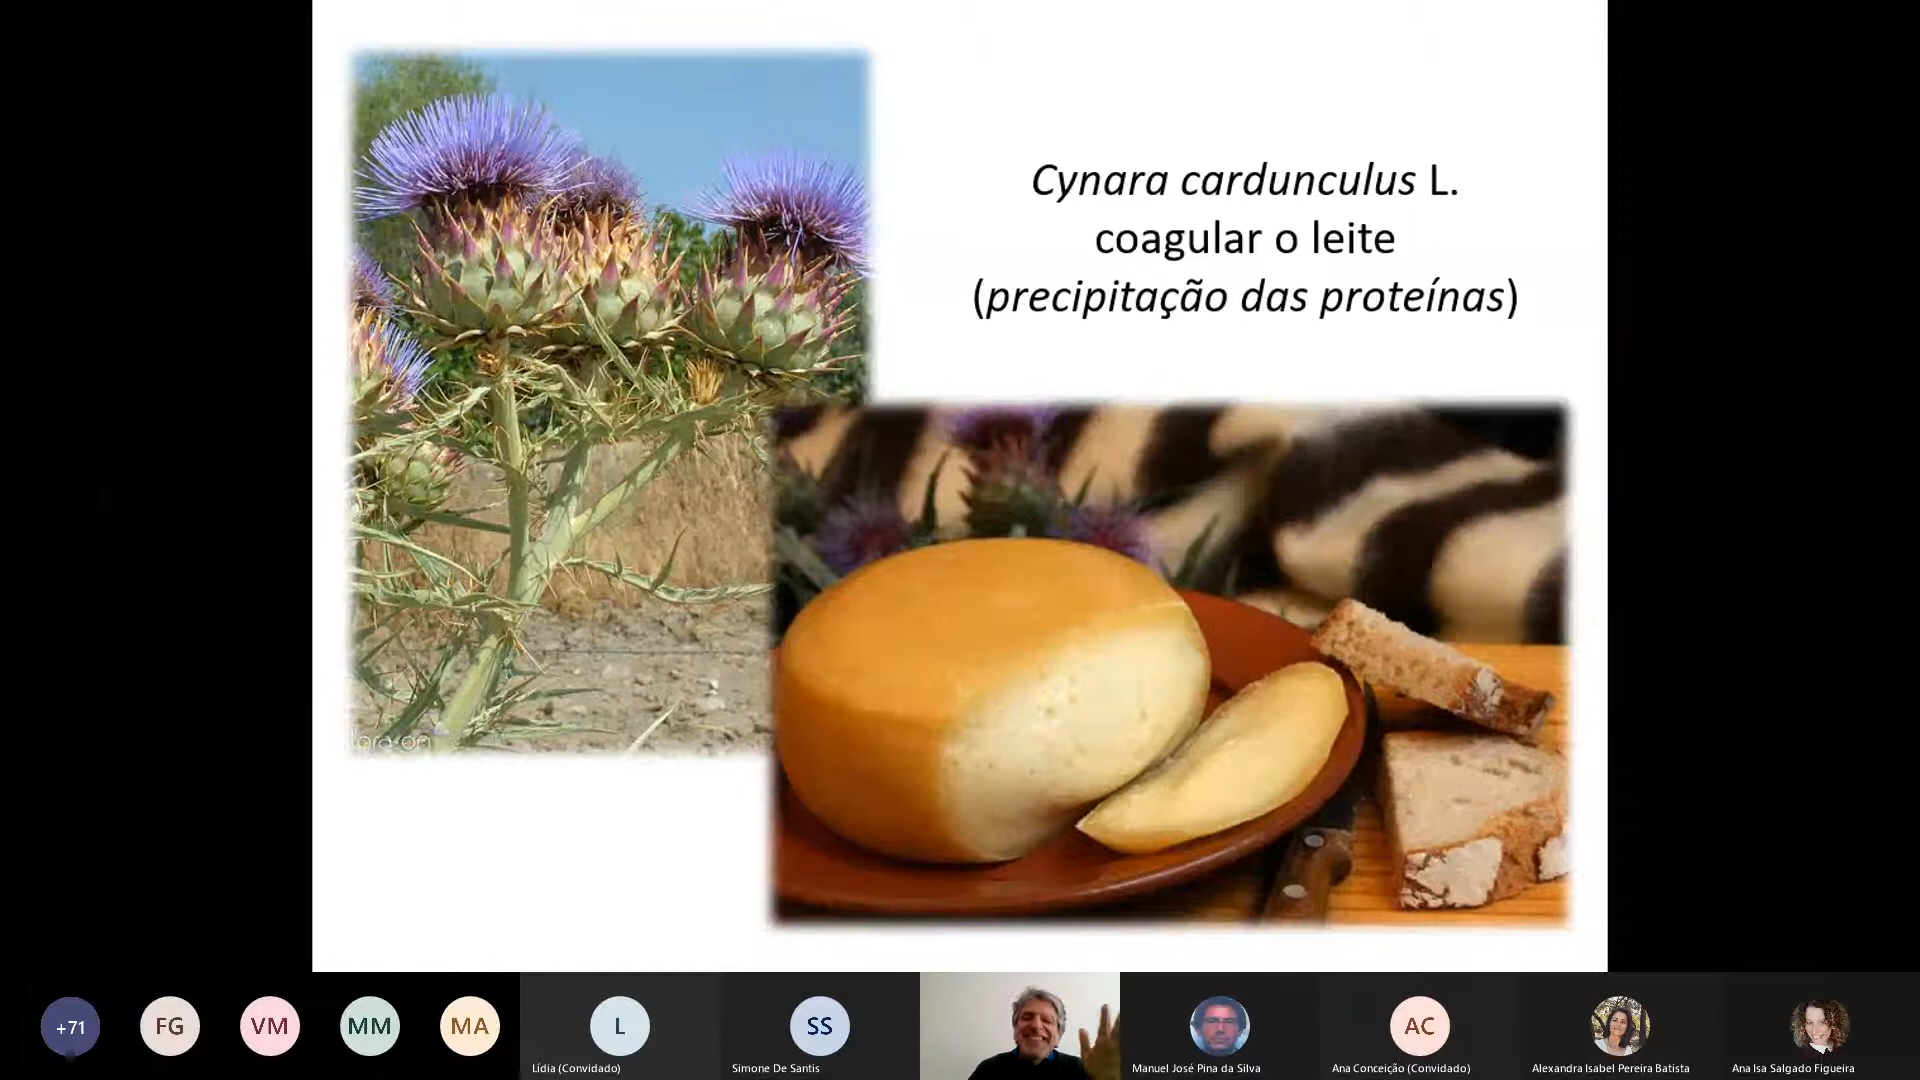 Cynara cardunculus L.
coagular o leite
(precipitação das proteínas)
+71
FG
VM
MM
MA
L
Lídia (Convidado)
SS
Simone De Santis
Manuel José Pina da Silva
AC
Ana Conceição (Convidado)
Alexandra Isabel Pereira Batista
Ana Isa Salgado Figueira